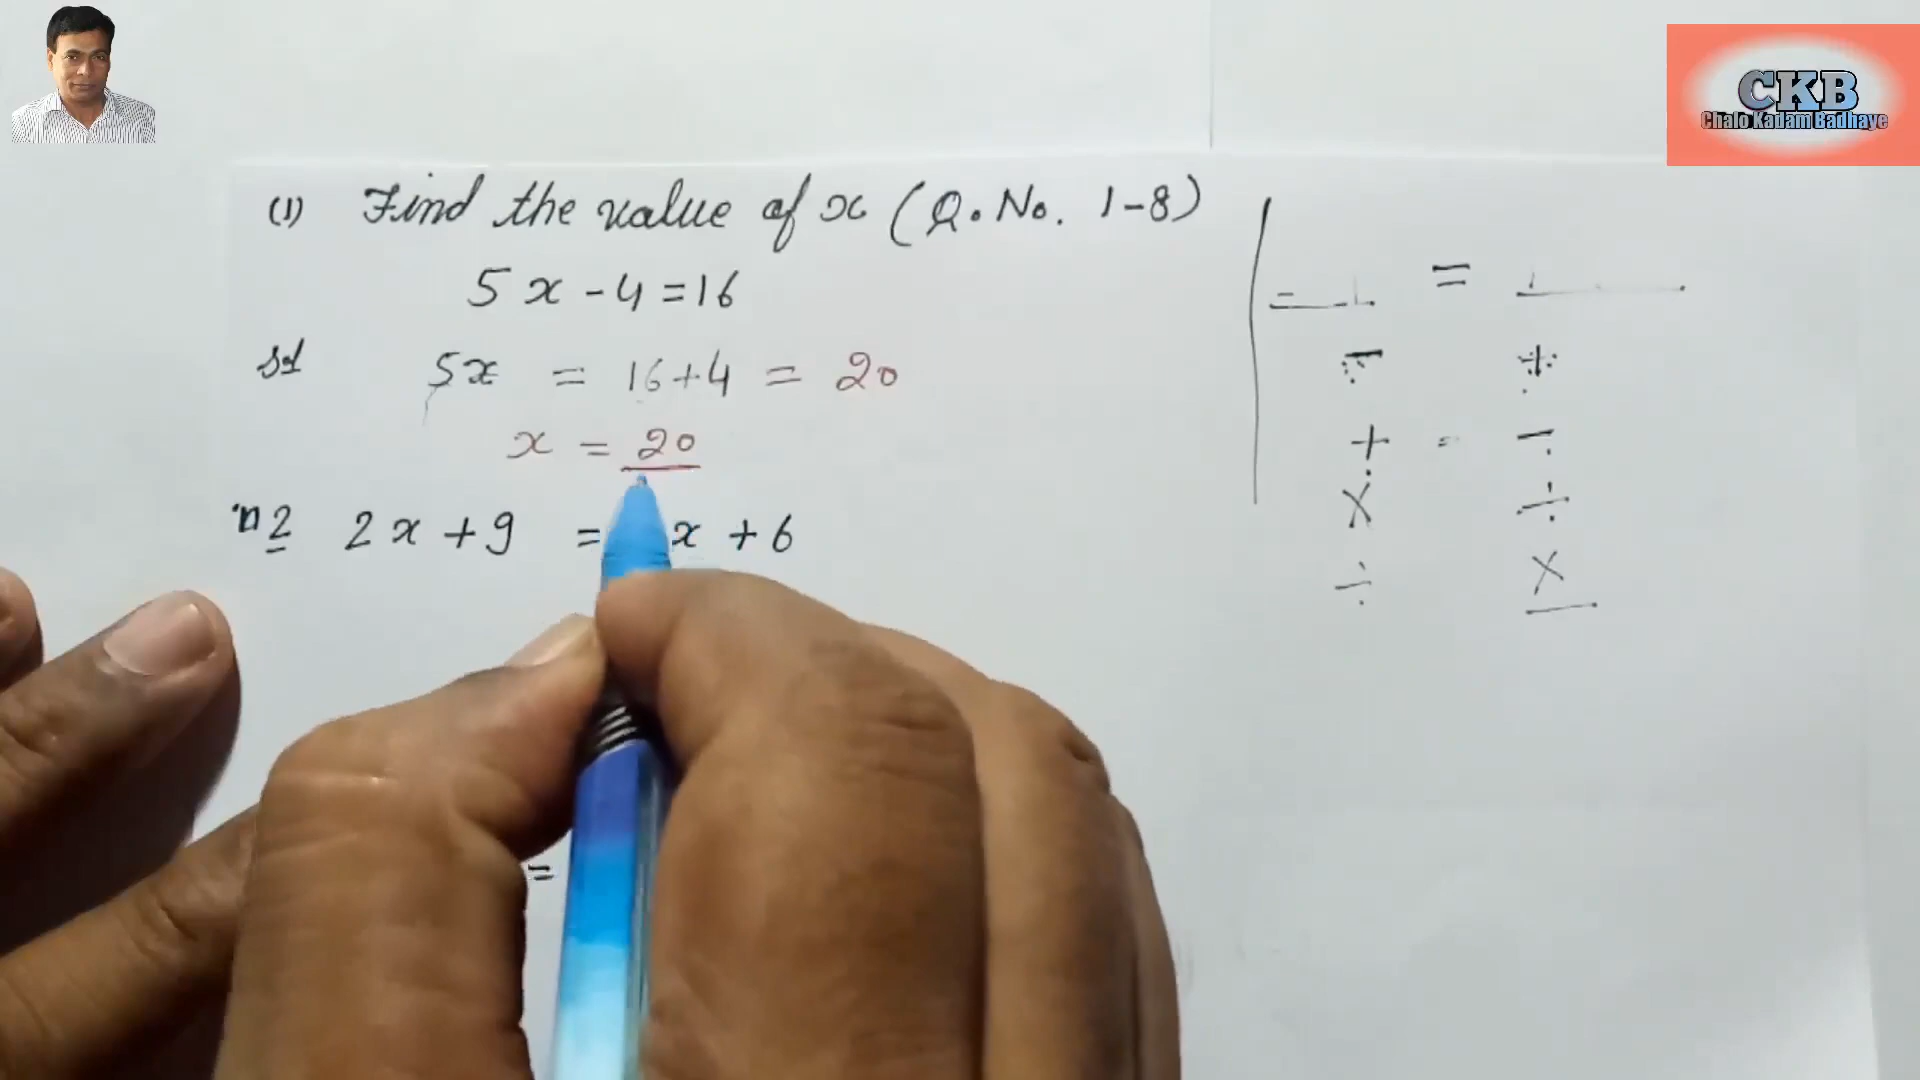 CKB
Chalo Kadam Badhaye
(1) Find the value of x (Q. No. 1-8)
5x - 4 = 16
Sol 5x = 16+4 = 20
x = 20
2 2x + 9 = x + 6
=
=
- +
+ = -
× ÷
÷ ×